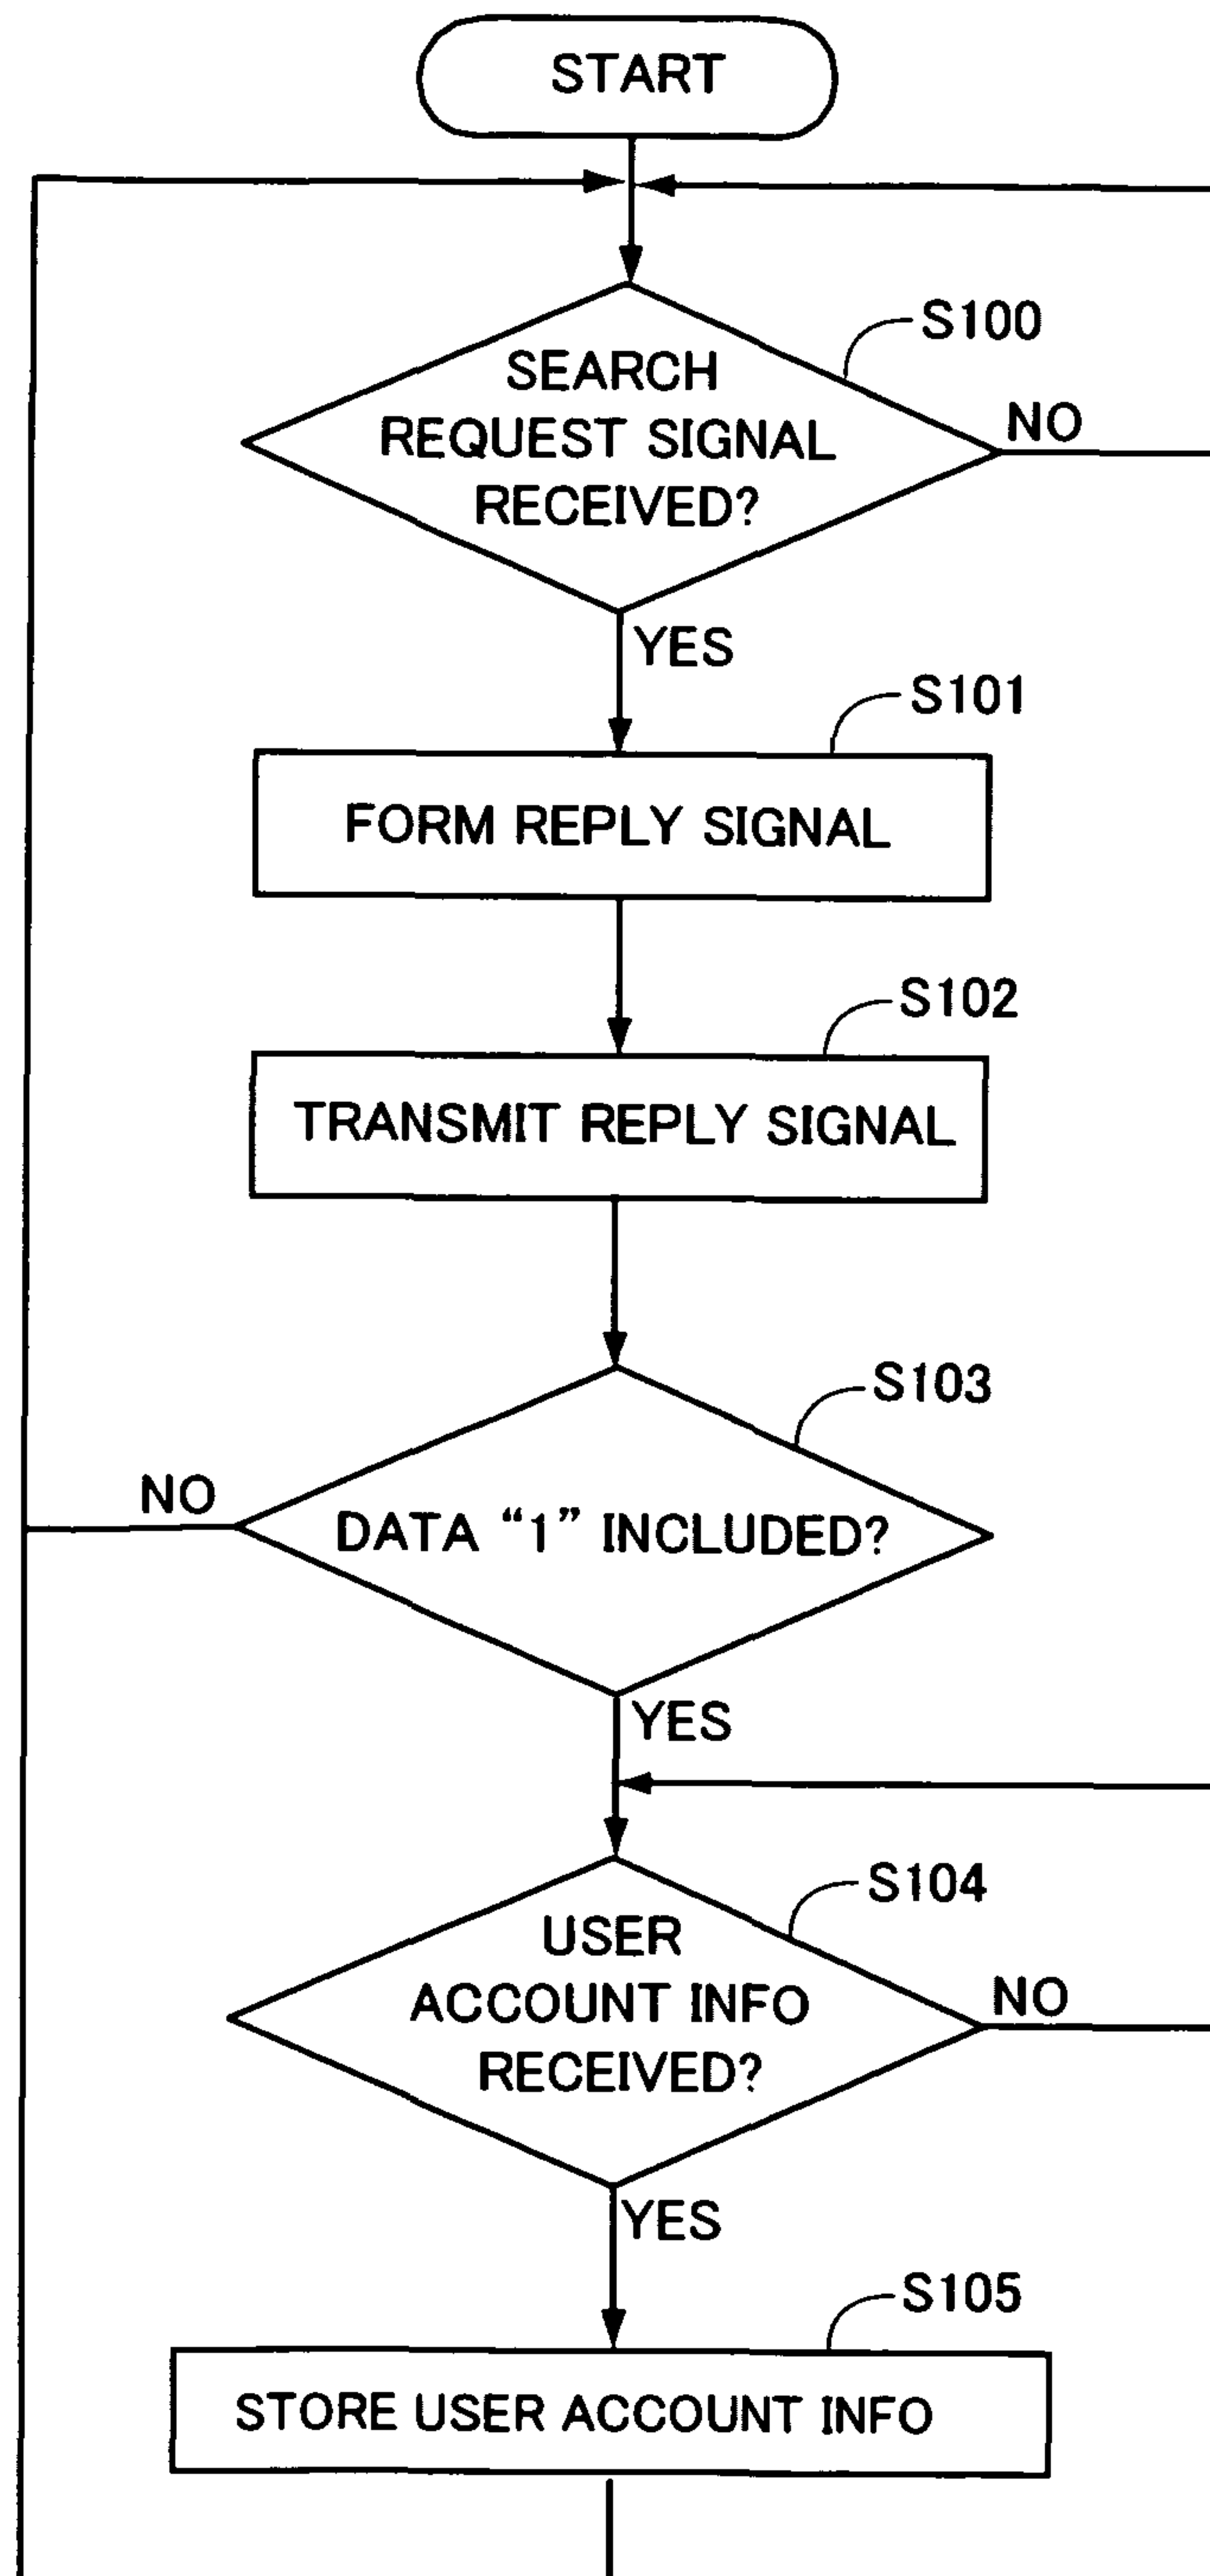 START
S100
SEARCH
REQUEST SIGNAL
RECEIVED?
NO
YES
S101
FORM REPLY SIGNAL
S102
TRANSMIT REPLY SIGNAL
S103
NO
DATA “1” INCLUDED?
YES
S104
USER
ACCOUNT INFO
RECEIVED?
NO
YES
S105
STORE USER ACCOUNT INFO